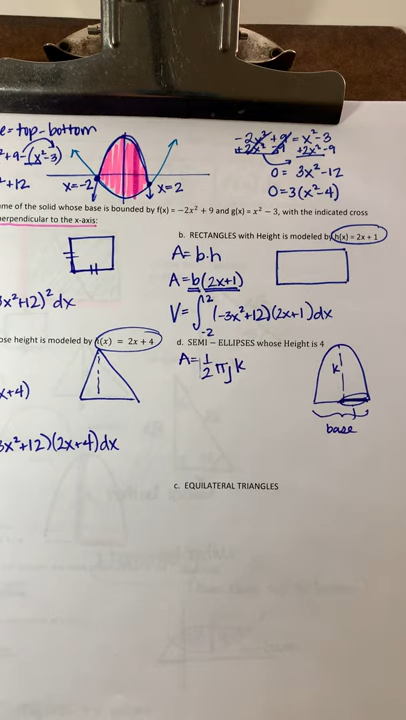 e = top - bottom
²+9-(x²-3)
²+12
x=-2
x=2
-2x²+9 = x²-3
+2x² -9 +2x²-9
0 = 3x²-12
0=3(x²-4)
me of the solid whose base is bounded by f(x) = −2x² + 9 and g(x) = x² − 3, with the indicated cross
erpendicular to the x-axis:
b. RECTANGLES with Height is modeled by h(x) = 2x + 1
A= b·h
A=b(2x+1)
3x²+12)² dx
V= ∫ -2 2 (-3x²+12)(2x+1)dx
ose height is modeled by h(x) = 2x + 4
d. SEMI – ELLIPSES whose Height is 4
A= 1/2 π j k
k
x+4)
base
3x²+12)(2x+4)dx
c. EQUILATERAL TRIANGLES